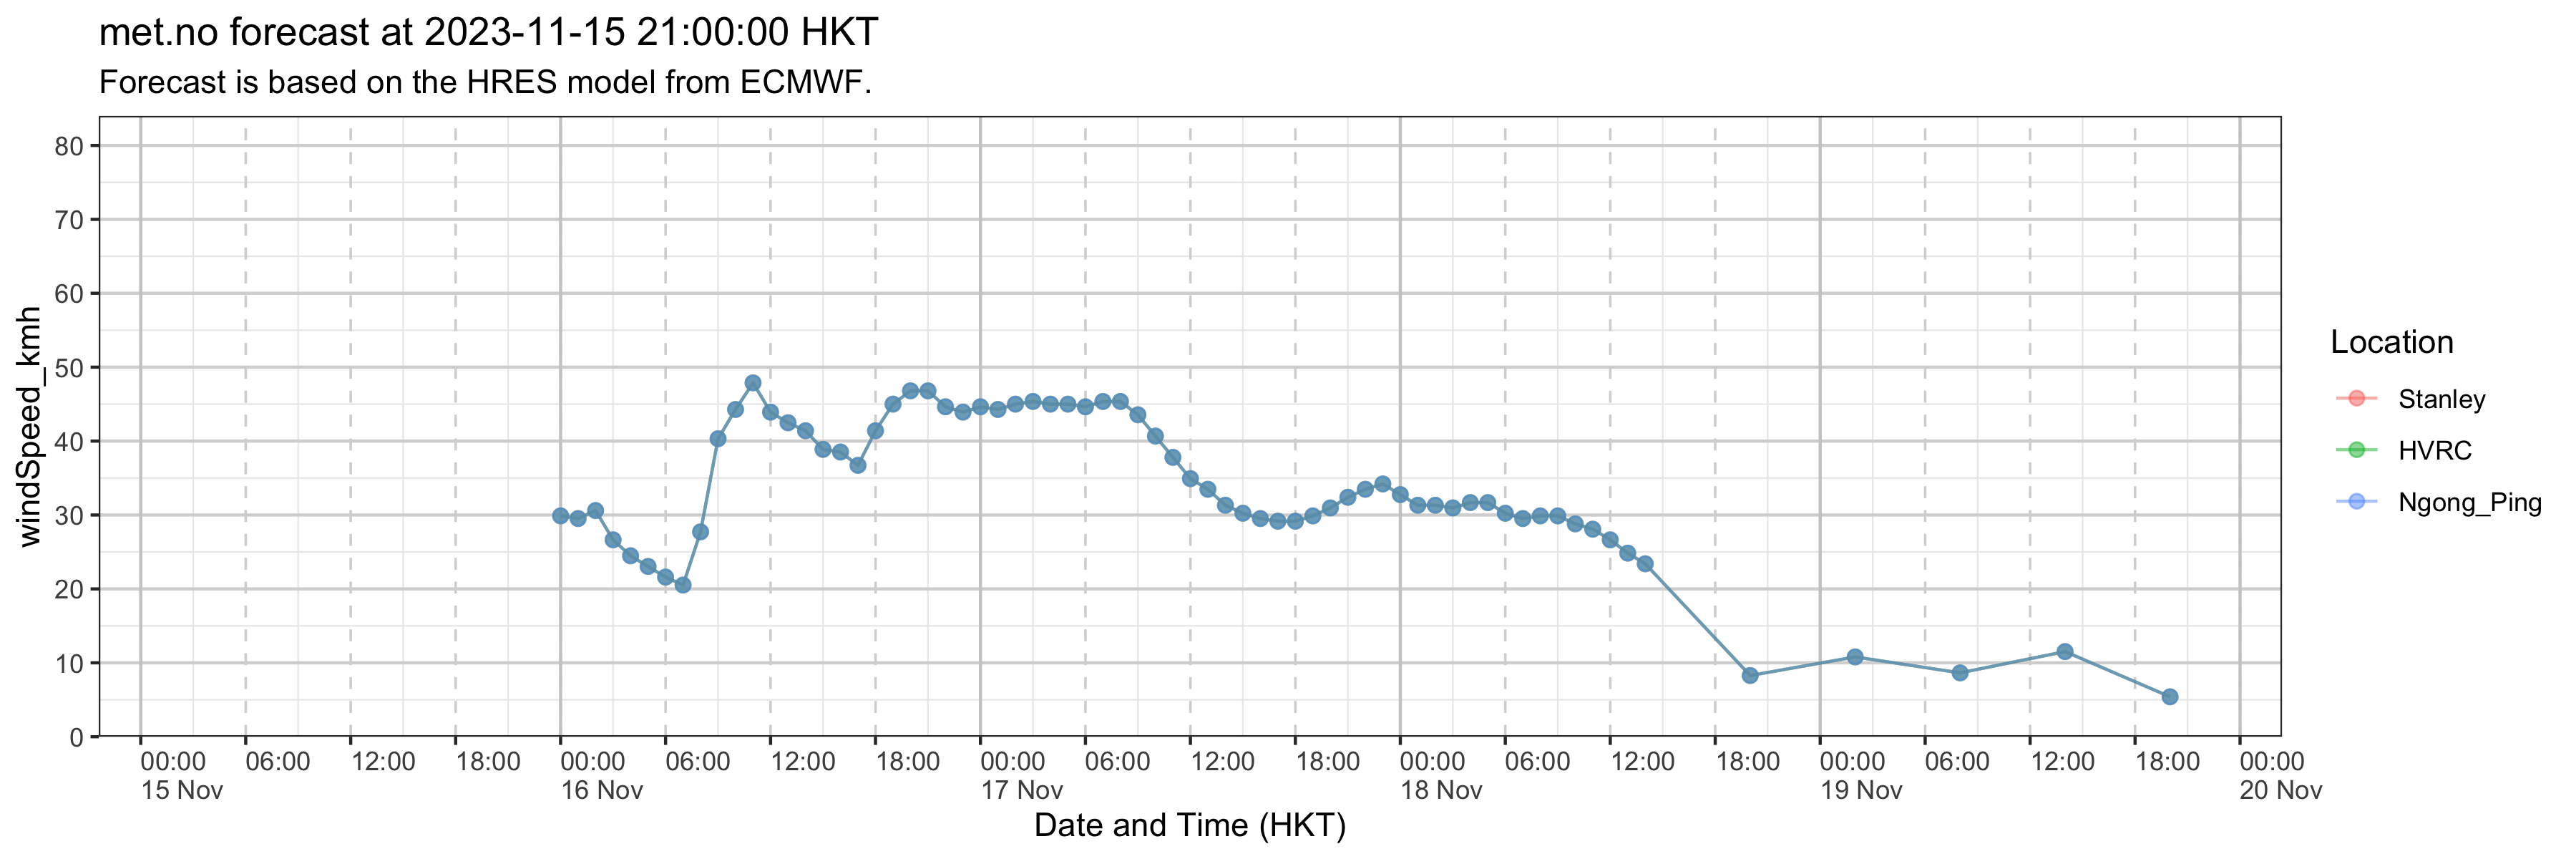 met.no forecast at 2023-11-15 21:00:00 HKT
Forecast is based on the HRES model from ECMWF.
windSpeed_kmh
80
70
60
50
40
30
20
10
0
00:00 06:00 12:00 18:00 00:00 06:00 12:00 18:00 00:00 06:00 12:00 18:00 00:00 06:00 12:00 18:00 00:00 06:00 12:00 18:00 00:00
15 Nov 16 Nov 17 Nov 18 Nov 19 Nov 20 Nov
Date and Time (HKT)
Location
Stanley
HVRC
Ngong_Ping